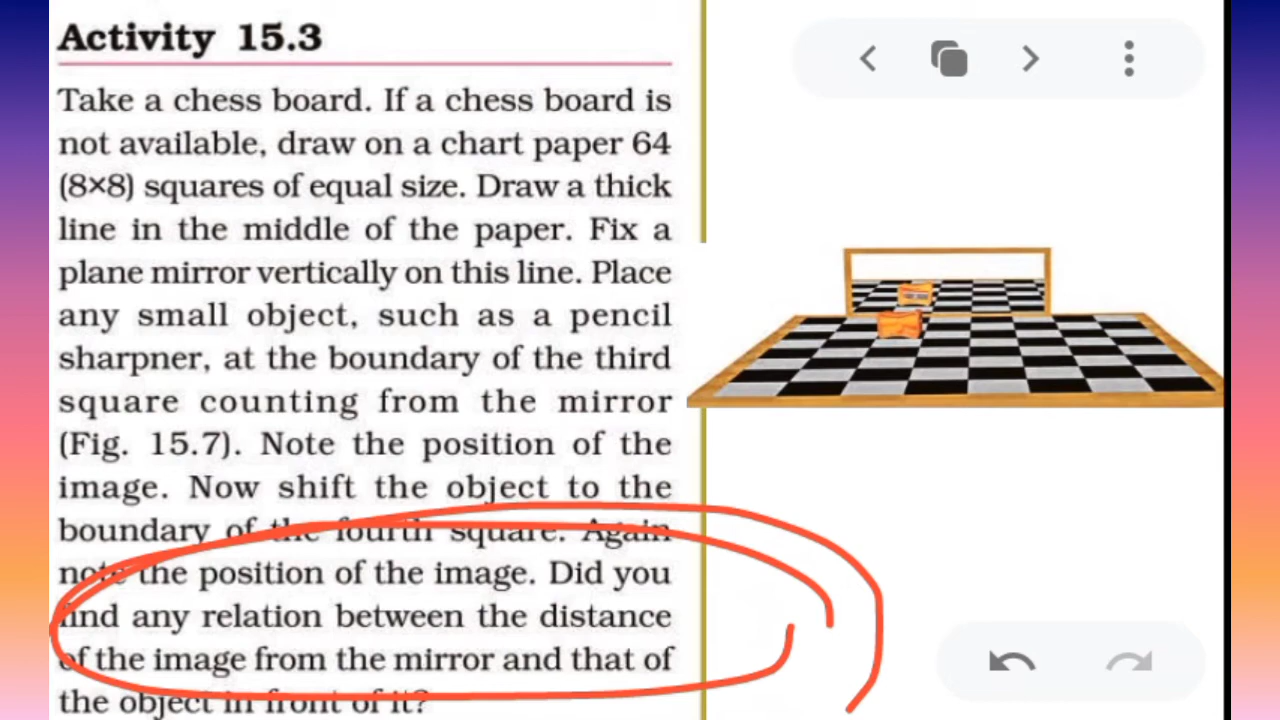 Activity 15.3
Take a chess board. If a chess board is
not available, draw on a chart paper 64
(8×8) squares of equal size. Draw a thick
line in the middle of the paper. Fix a
plane mirror vertically on this line. Place
any small object, such as a pencil
sharpner, at the boundary of the third
square counting from the mirror
(Fig. 15.7). Note the position of the
image. Now shift the object to the
boundary of the fourth square. Again
note the position of the image. Did you
find any relation between the distance
of the image from the mirror and that of
the object in front of it?